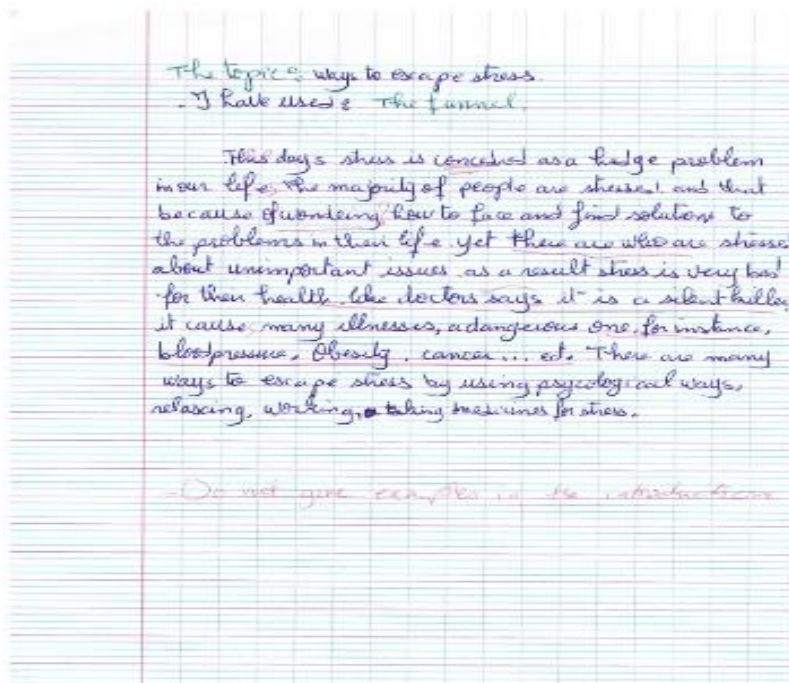 The topic : ways to escape stress.
- I have used : The funnel.
This days stress is conceived as a hudge problem
in our life, the majority of people are stressed and that
because of wondeing how to face and find solutions to
the problems in their life. yet there are who are stresse
about unimportant issues. as a result stress is very bad
for their health. like doctors says it is a silent killer,
it cause many illnesses, a dangerious one, for instance,
bloodpressure, Obesity, cancer... ect. There are many
ways to escape stress by using psycological ways,
relaxing, working, taking medicines for stress.
- Do not give examples in the introduction